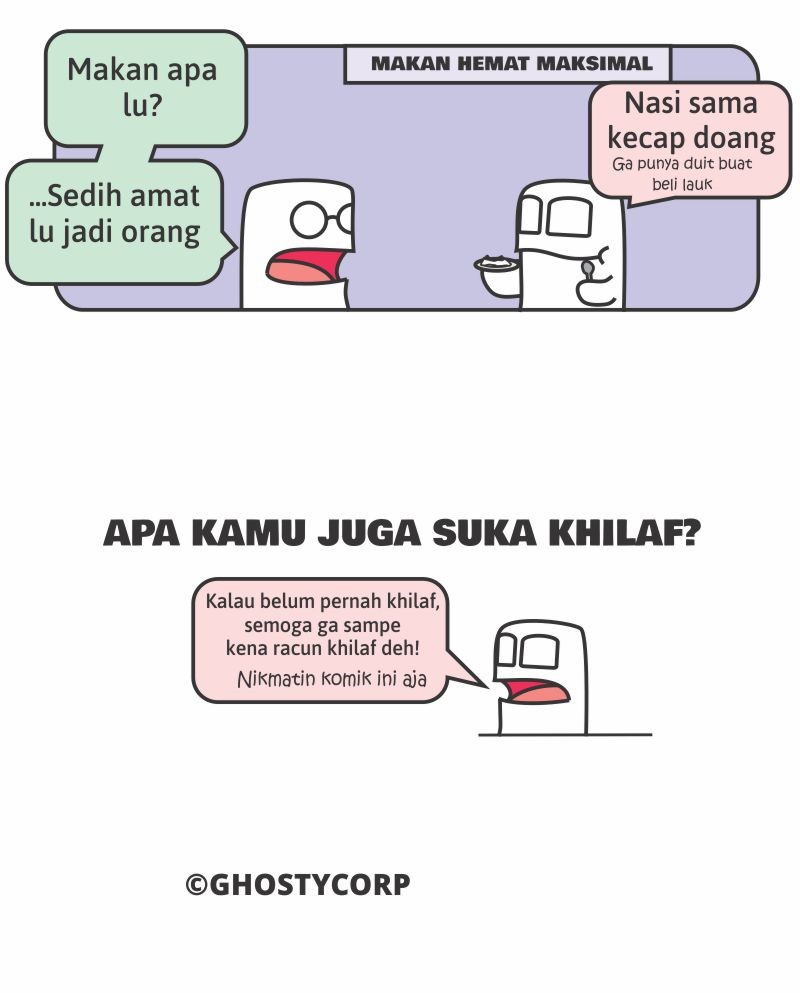 MAKAN HEMAT MAKSIMAL
Makan apa
lu?
Nasi sama
kecap doang
Ga punya duit buat
beli lauk
...Sedih amat
lu jadi orang
APA KAMU JUGA SUKA KHILAF?
Kalau belum pernah khilaf,
semoga ga sampe
kena racun khilaf deh!
Nikmatin komik ini aja
©GHOSTYCORP